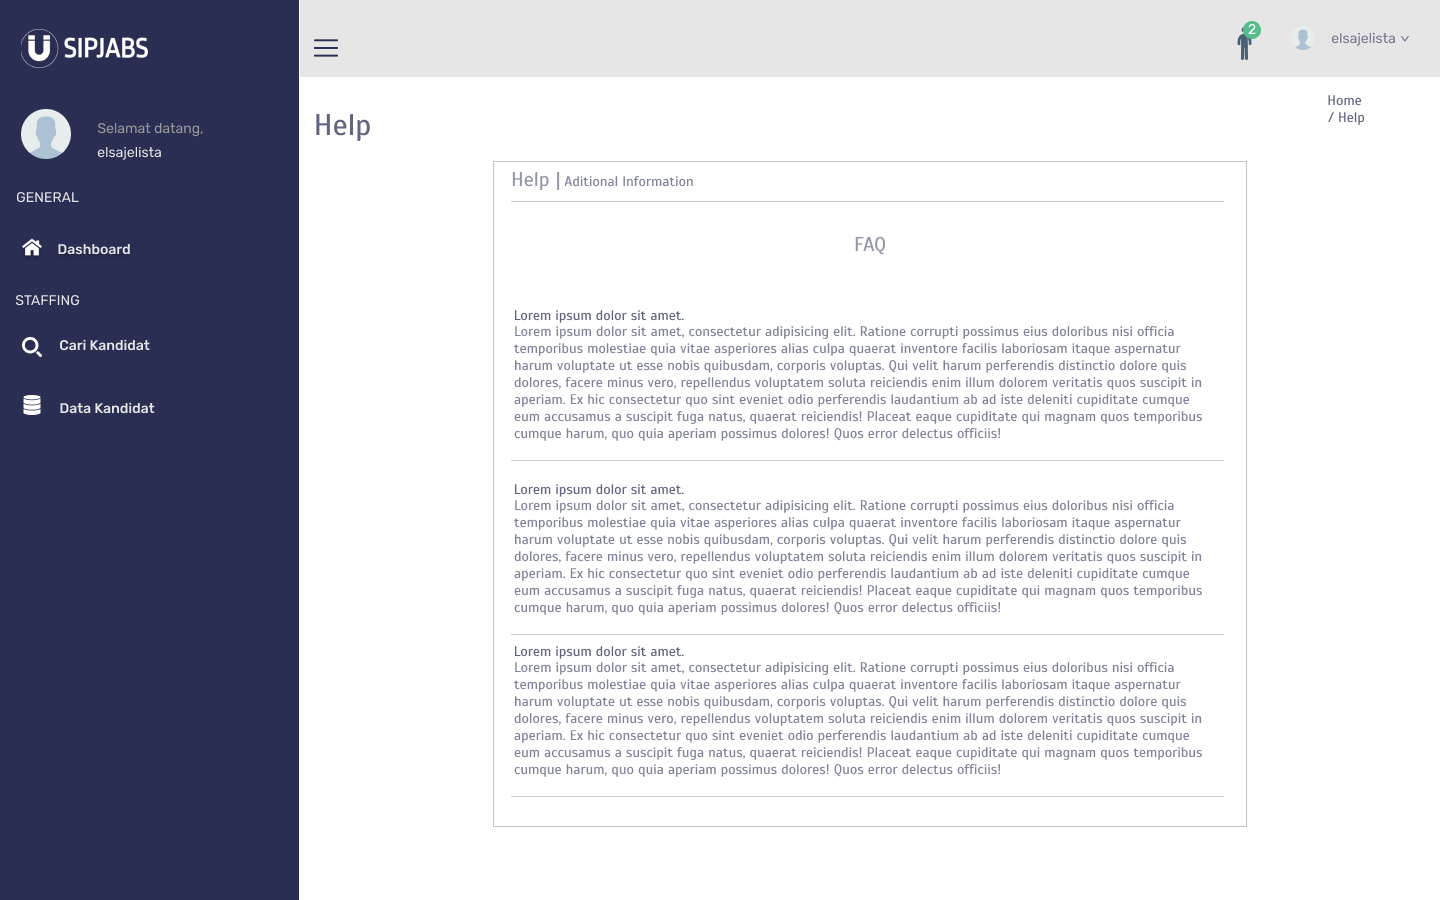 SIPJABS
2
elsajelista
Selamat datang,
elsajelista
GENERAL
Dashboard
STAFFING
Cari Kandidat
Data Kandidat
Help
Home
/ Help
Help | Aditional Information
FAQ
Lorem ipsum dolor sit amet.
Lorem ipsum dolor sit amet, consectetur adipisicing elit. Ratione corrupti possimus eius doloribus nisi officia
temporibus molestiae quia vitae asperiores alias culpa quaerat inventore facilis laboriosam itaque aspernatur
harum voluptate ut esse nobis quibusdam, corporis voluptas. Qui velit harum perferendis distinctio dolore quis
dolores, facere minus vero, repellendus voluptatem soluta reiciendis enim illum dolorem veritatis quos suscipit in
aperiam. Ex hic consectetur quo sint eveniet odio perferendis laudantium ab ad iste deleniti cupiditate cumque
eum accusamus a suscipit fuga natus, quaerat reiciendis! Placeat eaque cupiditate qui magnam quos temporibus
cumque harum, quo quia aperiam possimus dolores! Quos error delectus officiis!
Lorem ipsum dolor sit amet.
Lorem ipsum dolor sit amet, consectetur adipisicing elit. Ratione corrupti possimus eius doloribus nisi officia
temporibus molestiae quia vitae asperiores alias culpa quaerat inventore facilis laboriosam itaque aspernatur
harum voluptate ut esse nobis quibusdam, corporis voluptas. Qui velit harum perferendis distinctio dolore quis
dolores, facere minus vero, repellendus voluptatem soluta reiciendis enim illum dolorem veritatis quos suscipit in
aperiam. Ex hic consectetur quo sint eveniet odio perferendis laudantium ab ad iste deleniti cupiditate cumque
eum accusamus a suscipit fuga natus, quaerat reiciendis! Placeat eaque cupiditate qui magnam quos temporibus
cumque harum, quo quia aperiam possimus dolores! Quos error delectus officiis!
Lorem ipsum dolor sit amet.
Lorem ipsum dolor sit amet, consectetur adipisicing elit. Ratione corrupti possimus eius doloribus nisi officia
temporibus molestiae quia vitae asperiores alias culpa quaerat inventore facilis laboriosam itaque aspernatur
harum voluptate ut esse nobis quibusdam, corporis voluptas. Qui velit harum perferendis distinctio dolore quis
dolores, facere minus vero, repellendus voluptatem soluta reiciendis enim illum dolorem veritatis quos suscipit in
aperiam. Ex hic consectetur quo sint eveniet odio perferendis laudantium ab ad iste deleniti cupiditate cumque
eum accusamus a suscipit fuga natus, quaerat reiciendis! Placeat eaque cupiditate qui magnam quos temporibus
cumque harum, quo quia aperiam possimus dolores! Quos error delectus officiis!